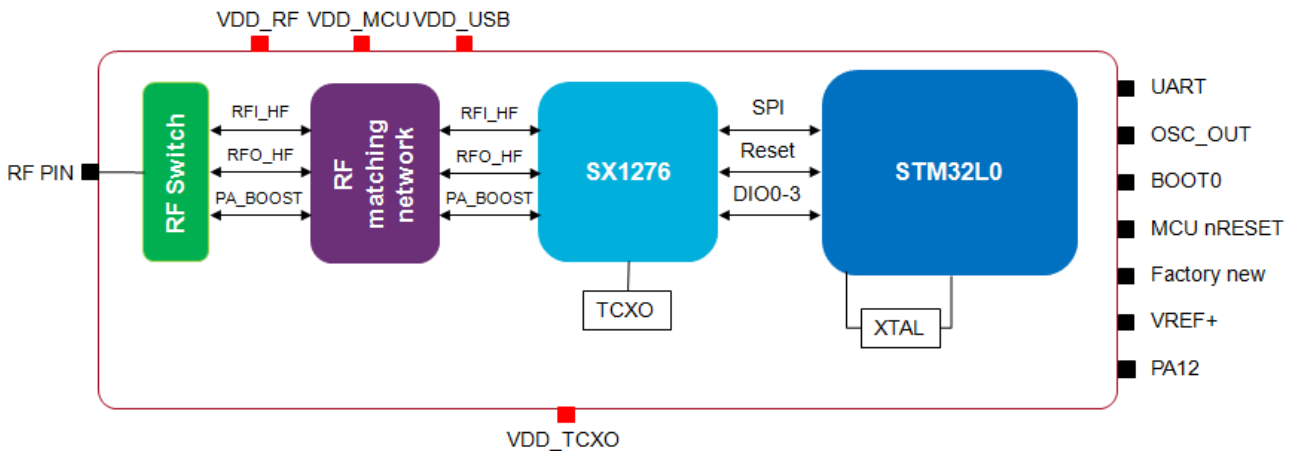 VDD_RF VDD_MCU VDD_USB
RF PIN
RF Switch
RFI_HF
RFO_HF
PA_BOOST
RF
matching
network
RFI_HF
RFO_HF
PA_BOOST
SX1276
TCXO
SPI
Reset
DIO0-3
STM32L0
XTAL
UART
OSC_OUT
BOOT0
MCU nRESET
Factory new
VREF+
PA12
VDD_TCXO